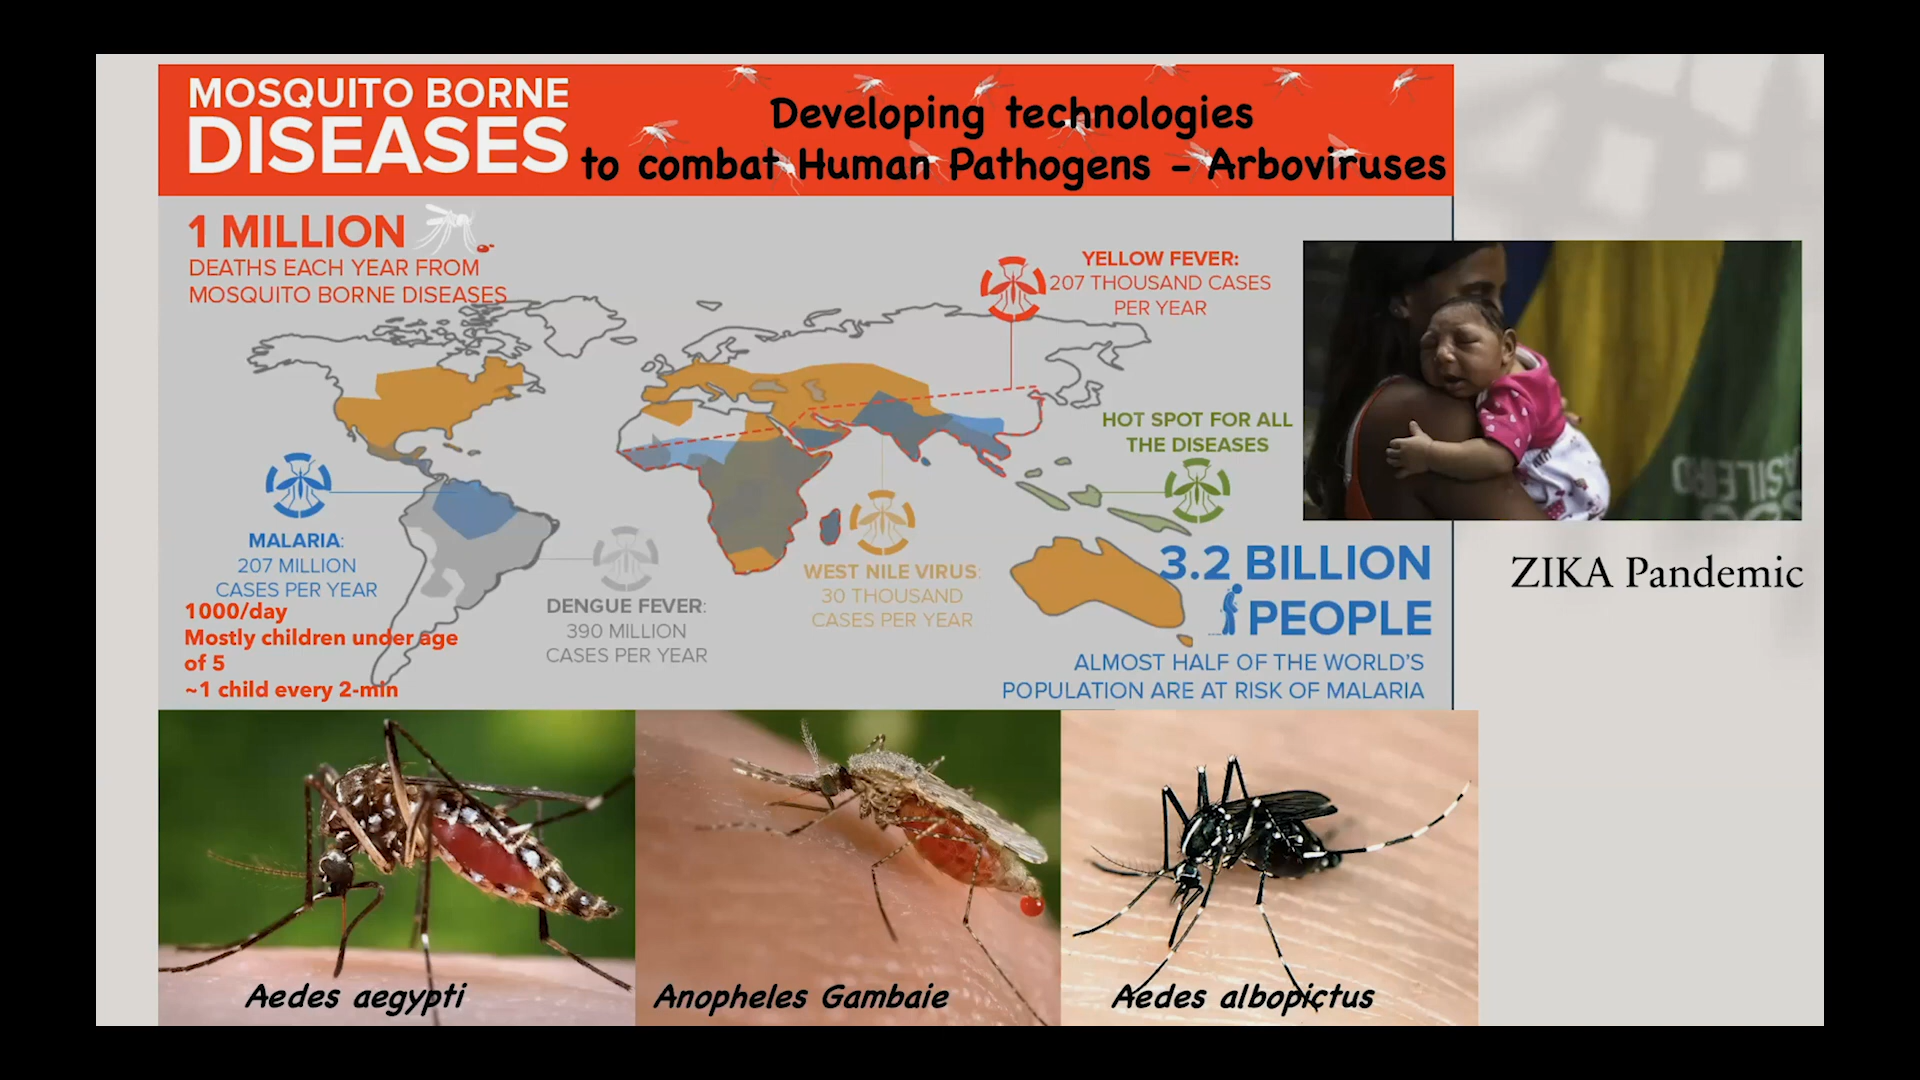 MOSQUITO BORNE
DISEASES
Developing technologies
to combat Human Pathogens – Arboviruses
1 MILLION
DEATHS EACH YEAR FROM
MOSQUITO BORNE DISEASES
YELLOW FEVER:
207 THOUSAND CASES
PER YEAR
HOT SPOT FOR ALL
THE DISEASES
MALARIA:
207 MILLION
CASES PER YEAR
1000/day
Mostly children under age
of 5
~1 child every 2-min
DENGUE FEVER:
390 MILLION
CASES PER YEAR
WEST NILE VIRUS:
30 THOUSAND
CASES PER YEAR
3.2 BILLION
PEOPLE
ALMOST HALF OF THE WORLD'S
POPULATION ARE AT RISK OF MALARIA
ZIKA Pandemic
Aedes aegypti
Anopheles Gambaie
Aedes albopictus